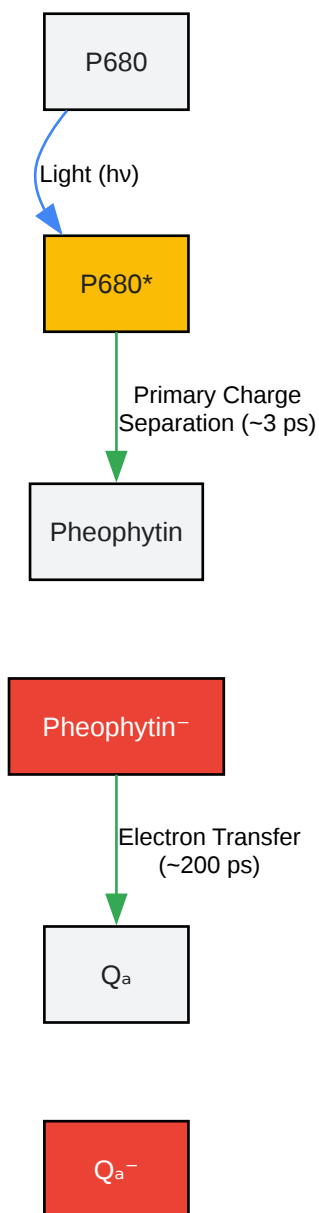 P680
Light (hν)
P680*
Primary Charge
Separation (~3 ps)
Pheophytin
Pheophytin⁻
Electron Transfer
(~200 ps)
Qₐ
Qₐ⁻